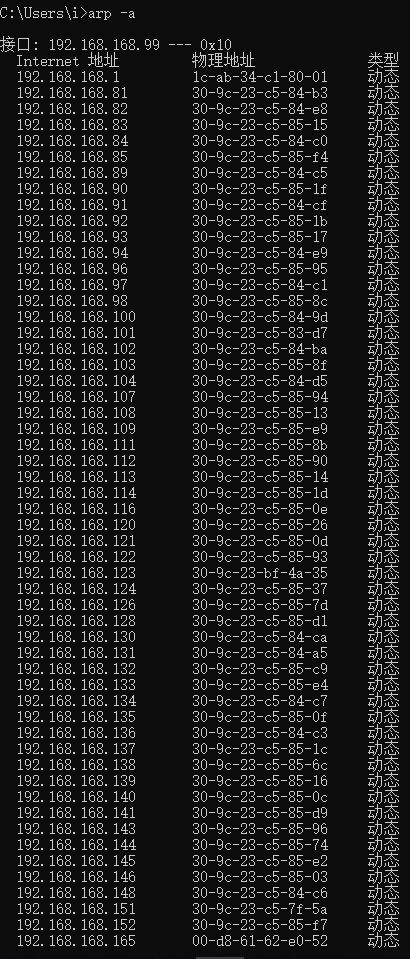 C:\Users\i>arp -a
接口: 192.168.168.99 --- 0x10
Internet 地址 物理地址 类型
192.168.168.1 1c-ab-34-c1-80-01 动态
192.168.168.81 30-9c-23-c5-84-b3 动态
192.168.168.82 30-9c-23-c5-84-e8 动态
192.168.168.83 30-9c-23-c5-85-15 动态
192.168.168.84 30-9c-23-c5-84-c0 动态
192.168.168.85 30-9c-23-c5-85-f4 动态
192.168.168.89 30-9c-23-c5-84-c5 动态
192.168.168.90 30-9c-23-c5-85-1f 动态
192.168.168.91 30-9c-23-c5-84-cf 动态
192.168.168.92 30-9c-23-c5-85-1b 动态
192.168.168.93 30-9c-23-c5-85-17 动态
192.168.168.94 30-9c-23-c5-84-e9 动态
192.168.168.96 30-9c-23-c5-85-95 动态
192.168.168.97 30-9c-23-c5-84-c1 动态
192.168.168.98 30-9c-23-c5-85-8c 动态
192.168.168.100 30-9c-23-c5-84-9d 动态
192.168.168.101 30-9c-23-c5-83-d7 动态
192.168.168.102 30-9c-23-c5-84-ba 动态
192.168.168.103 30-9c-23-c5-85-8f 动态
192.168.168.104 30-9c-23-c5-84-d5 动态
192.168.168.107 30-9c-23-c5-85-94 动态
192.168.168.108 30-9c-23-c5-85-13 动态
192.168.168.109 30-9c-23-c5-85-e9 动态
192.168.168.111 30-9c-23-c5-85-8b 动态
192.168.168.112 30-9c-23-c5-85-90 动态
192.168.168.113 30-9c-23-c5-85-14 动态
192.168.168.114 30-9c-23-c5-85-1d 动态
192.168.168.116 30-9c-23-c5-85-0e 动态
192.168.168.120 30-9c-23-c5-85-26 动态
192.168.168.121 30-9c-23-c5-85-0d 动态
192.168.168.122 30-9c-23-c5-85-93 动态
192.168.168.123 30-9c-23-bf-4a-35 动态
192.168.168.124 30-9c-23-c5-85-37 动态
192.168.168.126 30-9c-23-c5-85-7d 动态
192.168.168.128 30-9c-23-c5-85-d1 动态
192.168.168.130 30-9c-23-c5-84-ca 动态
192.168.168.131 30-9c-23-c5-84-a5 动态
192.168.168.132 30-9c-23-c5-85-c9 动态
192.168.168.133 30-9c-23-c5-85-e4 动态
192.168.168.134 30-9c-23-c5-84-c7 动态
192.168.168.135 30-9c-23-c5-85-0f 动态
192.168.168.136 30-9c-23-c5-84-c3 动态
192.168.168.137 30-9c-23-c5-85-1c 动态
192.168.168.138 30-9c-23-c5-85-6c 动态
192.168.168.139 30-9c-23-c5-85-16 动态
192.168.168.140 30-9c-23-c5-85-0c 动态
192.168.168.141 30-9c-23-c5-85-d9 动态
192.168.168.143 30-9c-23-c5-85-96 动态
192.168.168.144 30-9c-23-c5-85-74 动态
192.168.168.145 30-9c-23-c5-85-e2 动态
192.168.168.146 30-9c-23-c5-85-03 动态
192.168.168.148 30-9c-23-c5-84-c6 动态
192.168.168.151 30-9c-23-c5-7f-5a 动态
192.168.168.152 30-9c-23-c5-85-f7 动态
192.168.168.165 00-d8-61-62-e0-52 动态